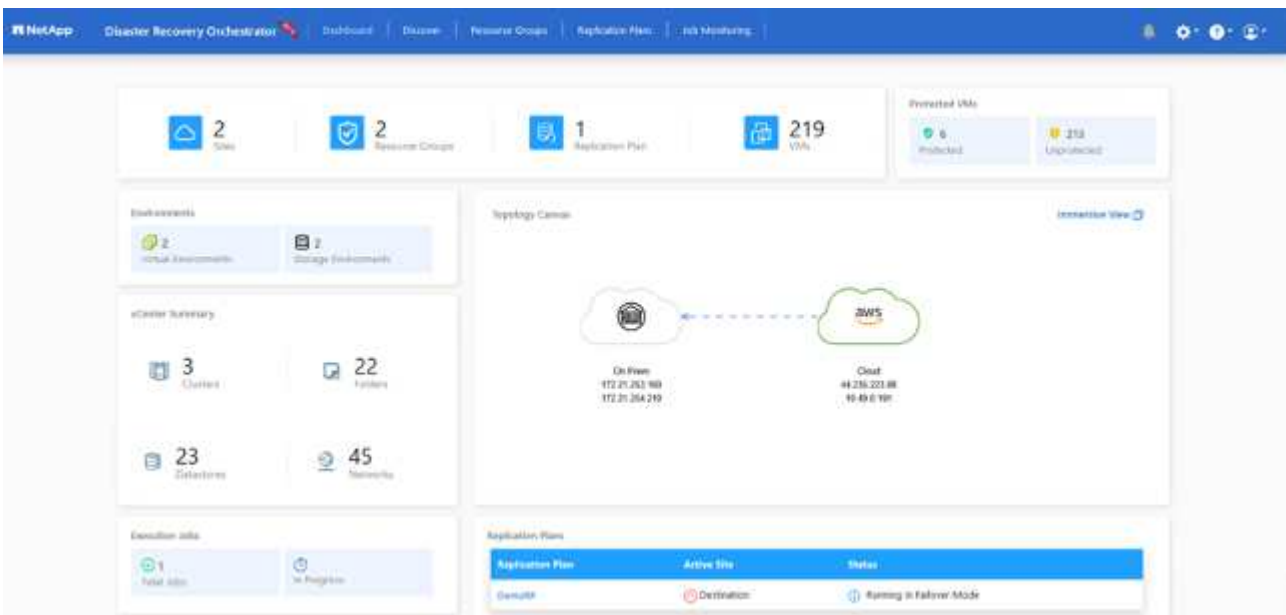 NetApp Disaster Recovery Orchestrator Dashboard Discover Resource Groups Replication Plans Job Monitoring
2
Sites
2
Resource Groups
1
Replication Plan
219
VMs
Protected VMs
6
Protected
213
Unprotected
Environments
2
Virtual Environments
2
Storage Environments
Topology Canvas
Immersive View
vCenter Summary
3
Clusters
22
Folders
23
Datastores
45
Networks
aws
On Prem
Cloud
Execution Jobs
1
Total Jobs
In Progress
Replication Plans
Replication Plan Active Site Status
DemoRP Destination Running in Failover Mode